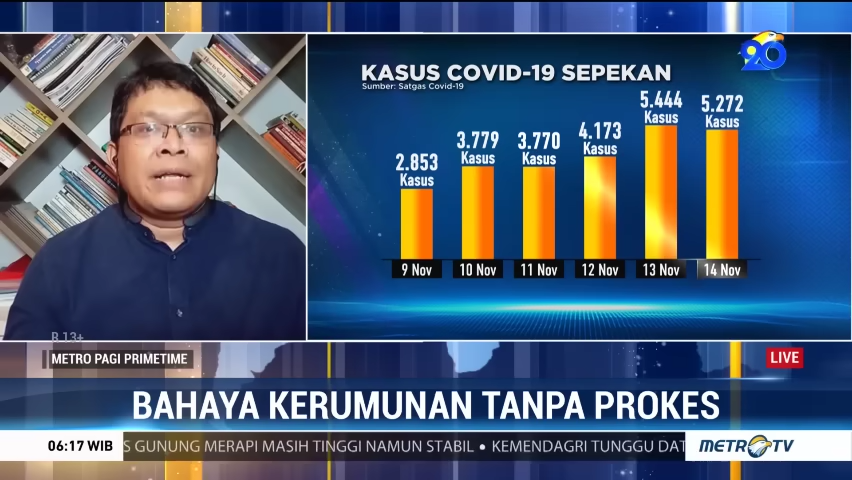 KASUS COVID-19 SEPEKAN
Sumber: Satgas Covid-19
20
2.853
Kasus
3.779
Kasus
3.770
Kasus
4.173
Kasus
5.444
Kasus
5.272
Kasus
9 Nov
10 Nov
11 Nov
12 Nov
13 Nov
14 Nov
R 13+
METRO PAGI PRIMETIME
LIVE
BAHAYA KERUMUNAN TANPA PROKES
06:17 WIB
S GUNUNG MERAPI MASIH TINGGI NAMUN STABIL • KEMENDAGRI TUNGGU DAT
METRO TV